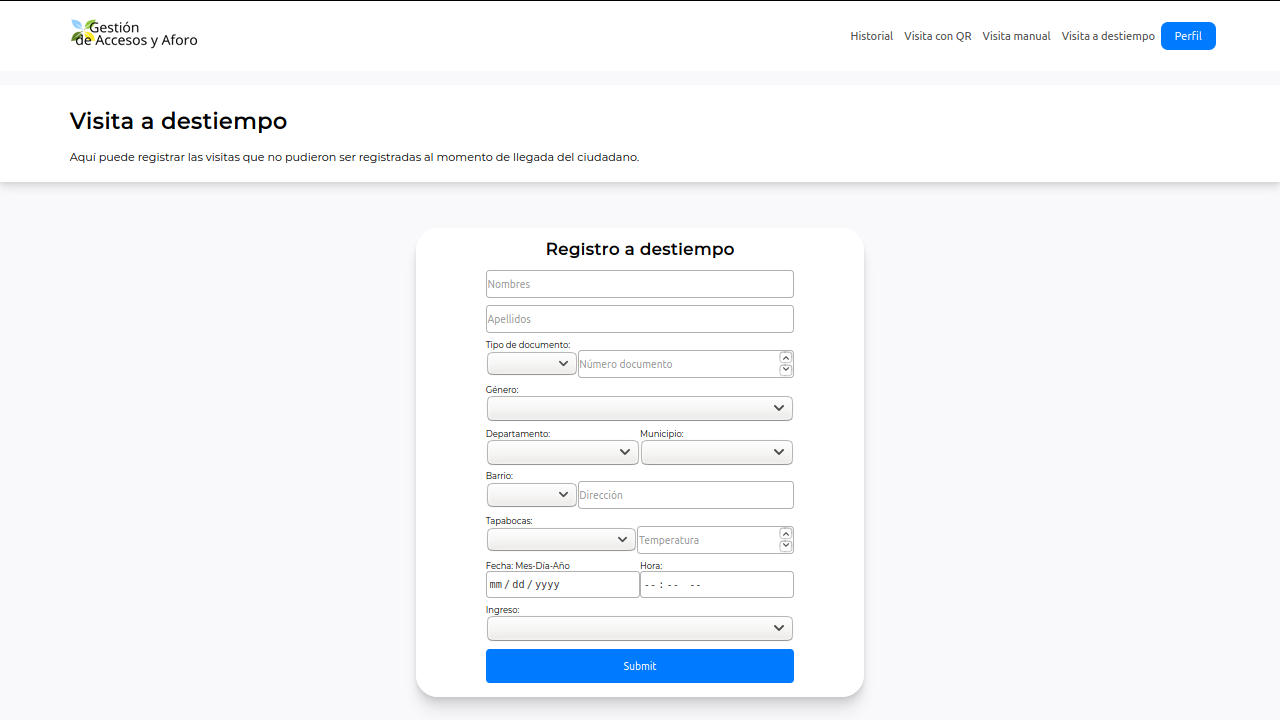 Gestión
de Accesos y Aforo
Historial Visita con QR Visita manual Visita a destiempo Perfil
Visita a destiempo
Aquí puede registrar las visitas que no pudieron ser registradas al momento de llegada del ciudadano.
Registro a destiempo
Nombres
Apellidos
Tipo de documento:
Número documento
Género:
Departamento: Municipio:
Barrio:
Dirección
Tapabocas:
Temperatura
Fecha: Mes-Día-Año Hora:
mm/dd/yyyy --:-- --
Ingreso:
Submit